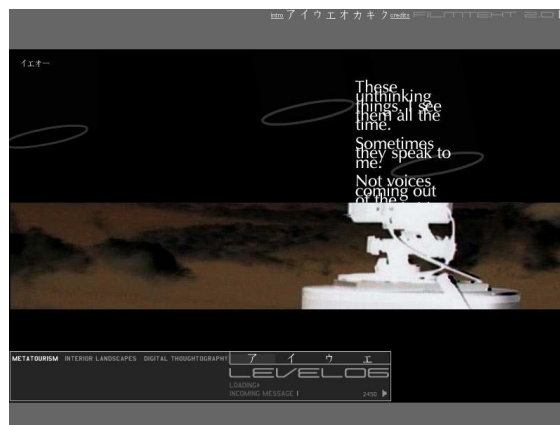 intro アイウエオカキク credits FILMTEXT 2.0
イエオー
These
unthinking
things. I see
them all the
time.
Sometimes
they speak to
me.
Not voices
coming out
of the
METATOURISM INTERIOR LANDSCAPES DIGITAL THOUGHTOGRAPHY ア イ ウ エ
LEVEL06
LOADING
INCOMING MESSAGE
2450